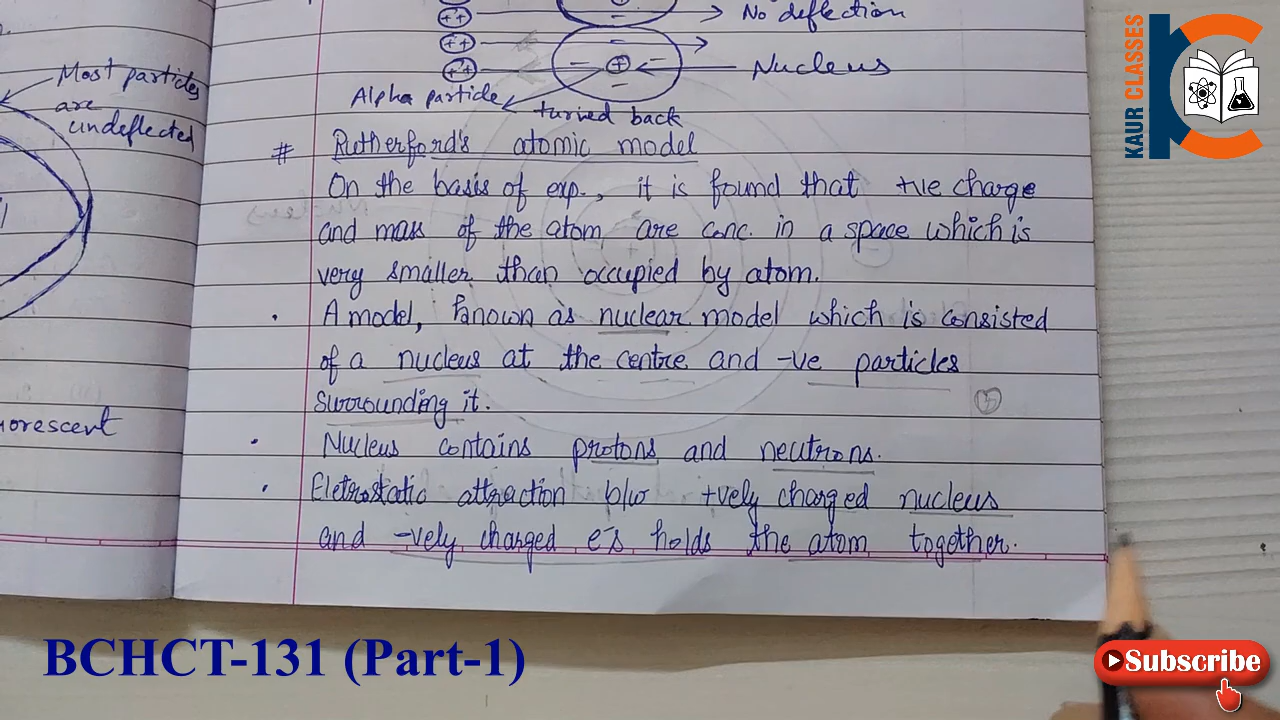 No deflection
Most particles
are
undeflected
Nucleus
Alpha particle
turned back
# Rutherford's atomic model
On the basis of exp., it is found that +ve charge
and mass of the atom are conc. in a space which is
very smaller than occupied by atom.
• A model, known as nuclear model which is consisted
of a nucleus at the centre and -ve particles
surrounding it.
orescent
• Nucleus contains protons and neutrons.
• Eletrostatic attraction b/w +vely charged nucleus
and -vely charged e⁻s holds the atom together.
KAUR CLASSES
BCHCT-131 (Part-1)
Subscribe